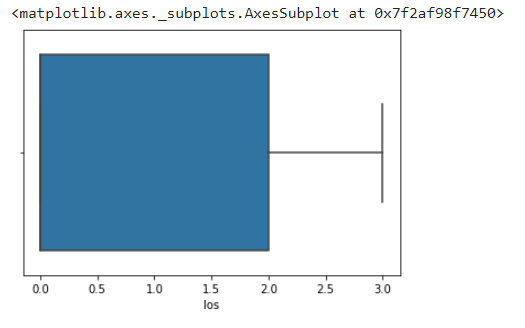 <matplotlib.axes._subplots.AxesSubplot at 0x7f2af98f7450>
0.0 0.5 1.0 1.5 2.0 2.5 3.0
los